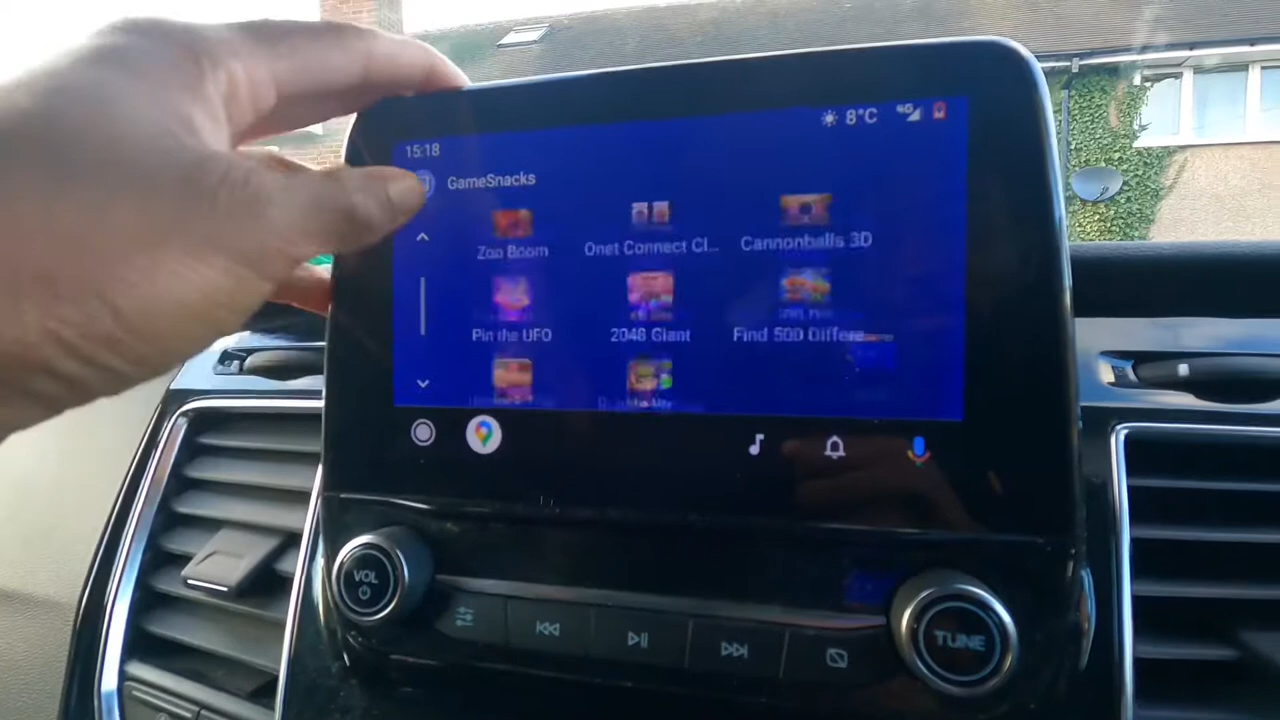 8°C 4G
15:18
GameSnacks
Zoo Boom Onet Connect Cl... Cannonballs 3D
Pin the UFO 2048 Giant Find 500 Differe
VOL
TUNE